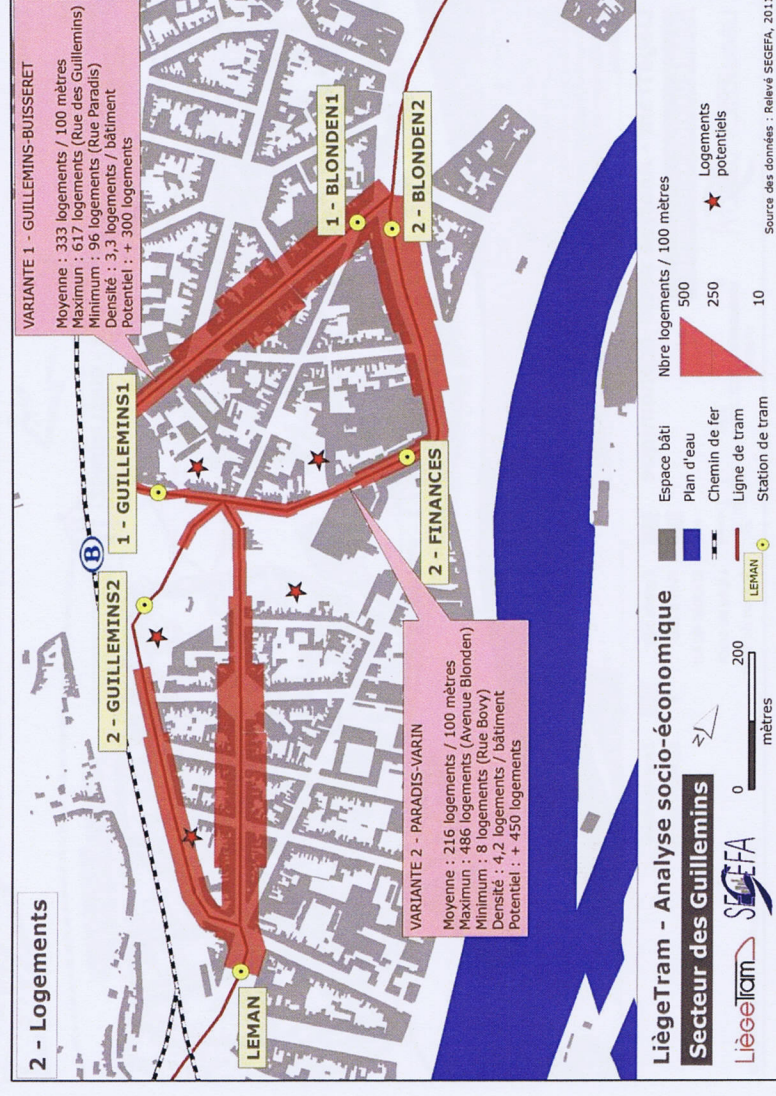 2 - Logements
VARIANTE 1 - GUILLEMINS-BUISSERET
Moyenne : 333 logements / 100 mètres
Maximun : 617 logements (Rue des Guillemins)
Minimum : 96 logements (Rue Paradis)
Densité : 3,3 logements / bâtiment
Potentiel : + 300 logements
2 - GUILLEMINS2
B
1 - GUILLEMINS1
1 - BLONDEN1
2 - BLONDEN2
LEMAN
2 - FINANCES
VARIANTE 2 - PARADIS-VARIN
Moyenne : 216 logements / 100 mètres
Maximun : 486 logements (Avenue Blonden)
Minimum : 8 logements (Rue Bovy)
Densité : 4,2 logements / bâtiment
Potentiel : + 450 logements
LiègeTram - Analyse socio-économique
Secteur des Guillemins
LIèGeTram
SEGEFA
N
0
200
mètres
Espace bâti
Plan d'eau
Chemin de fer
Ligne de tram
LEMAN
Station de tram
Nbre logements / 100 mètres
500
250
10
Logements
potentiels
Source des données : Relevé SEGEFA,